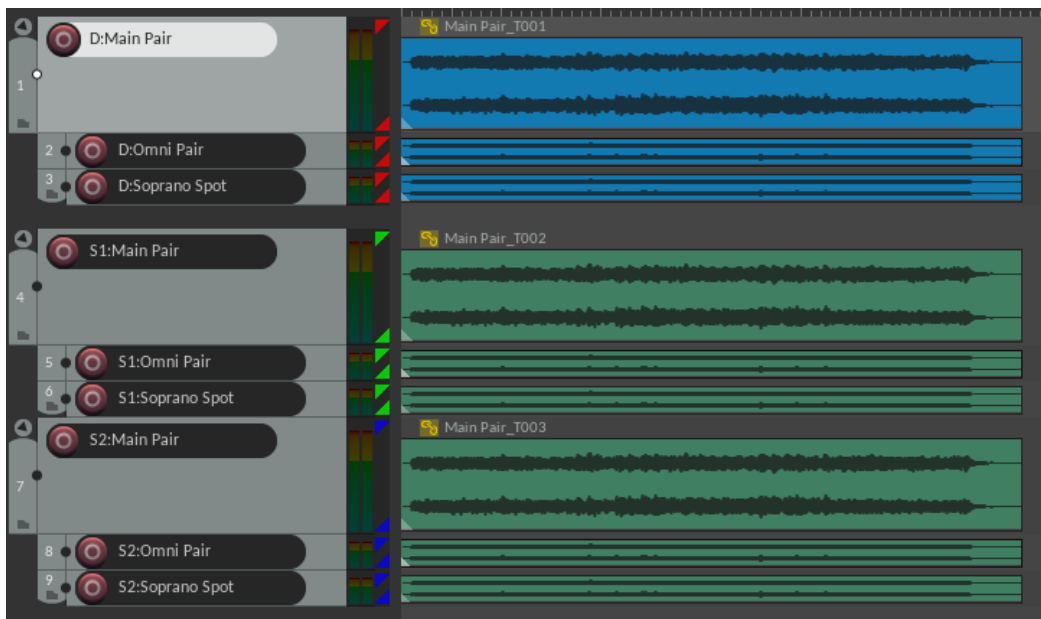 Main Pair_T001
D:Main Pair
1
2 D:Omni Pair
3 D:Soprano Spot
Main Pair_T002
S1:Main Pair
4
5 S1:Omni Pair
6 S1:Soprano Spot
Main Pair_T003
S2:Main Pair
7
8 S2:Omni Pair
9 S2:Soprano Spot